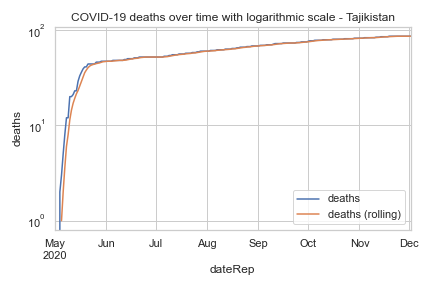 COVID-19 deaths over time with logarithmic scale - Tajikistan
deaths
10²
10¹
10⁰
May Jun Jul Aug Sep Oct Nov Dec
2020
dateRep
deaths
deaths (rolling)